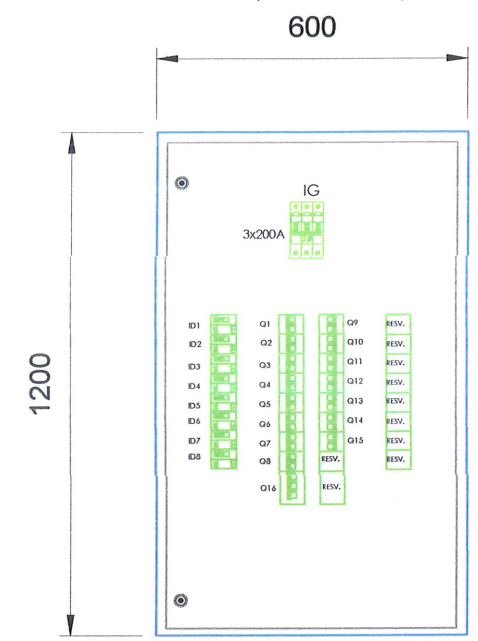 600
IG
3x200A
1200
ID1 Q1 Q9 RESV.
ID2 Q2 Q10 RESV.
ID3 Q3 Q11 RESV.
ID4 Q4 Q12 RESV.
ID5 Q5 Q13 RESV.
ID6 Q6 Q14 RESV.
ID7 Q7 Q15 RESV.
ID8 Q8 RESV. RESV.
Q16 RESV.